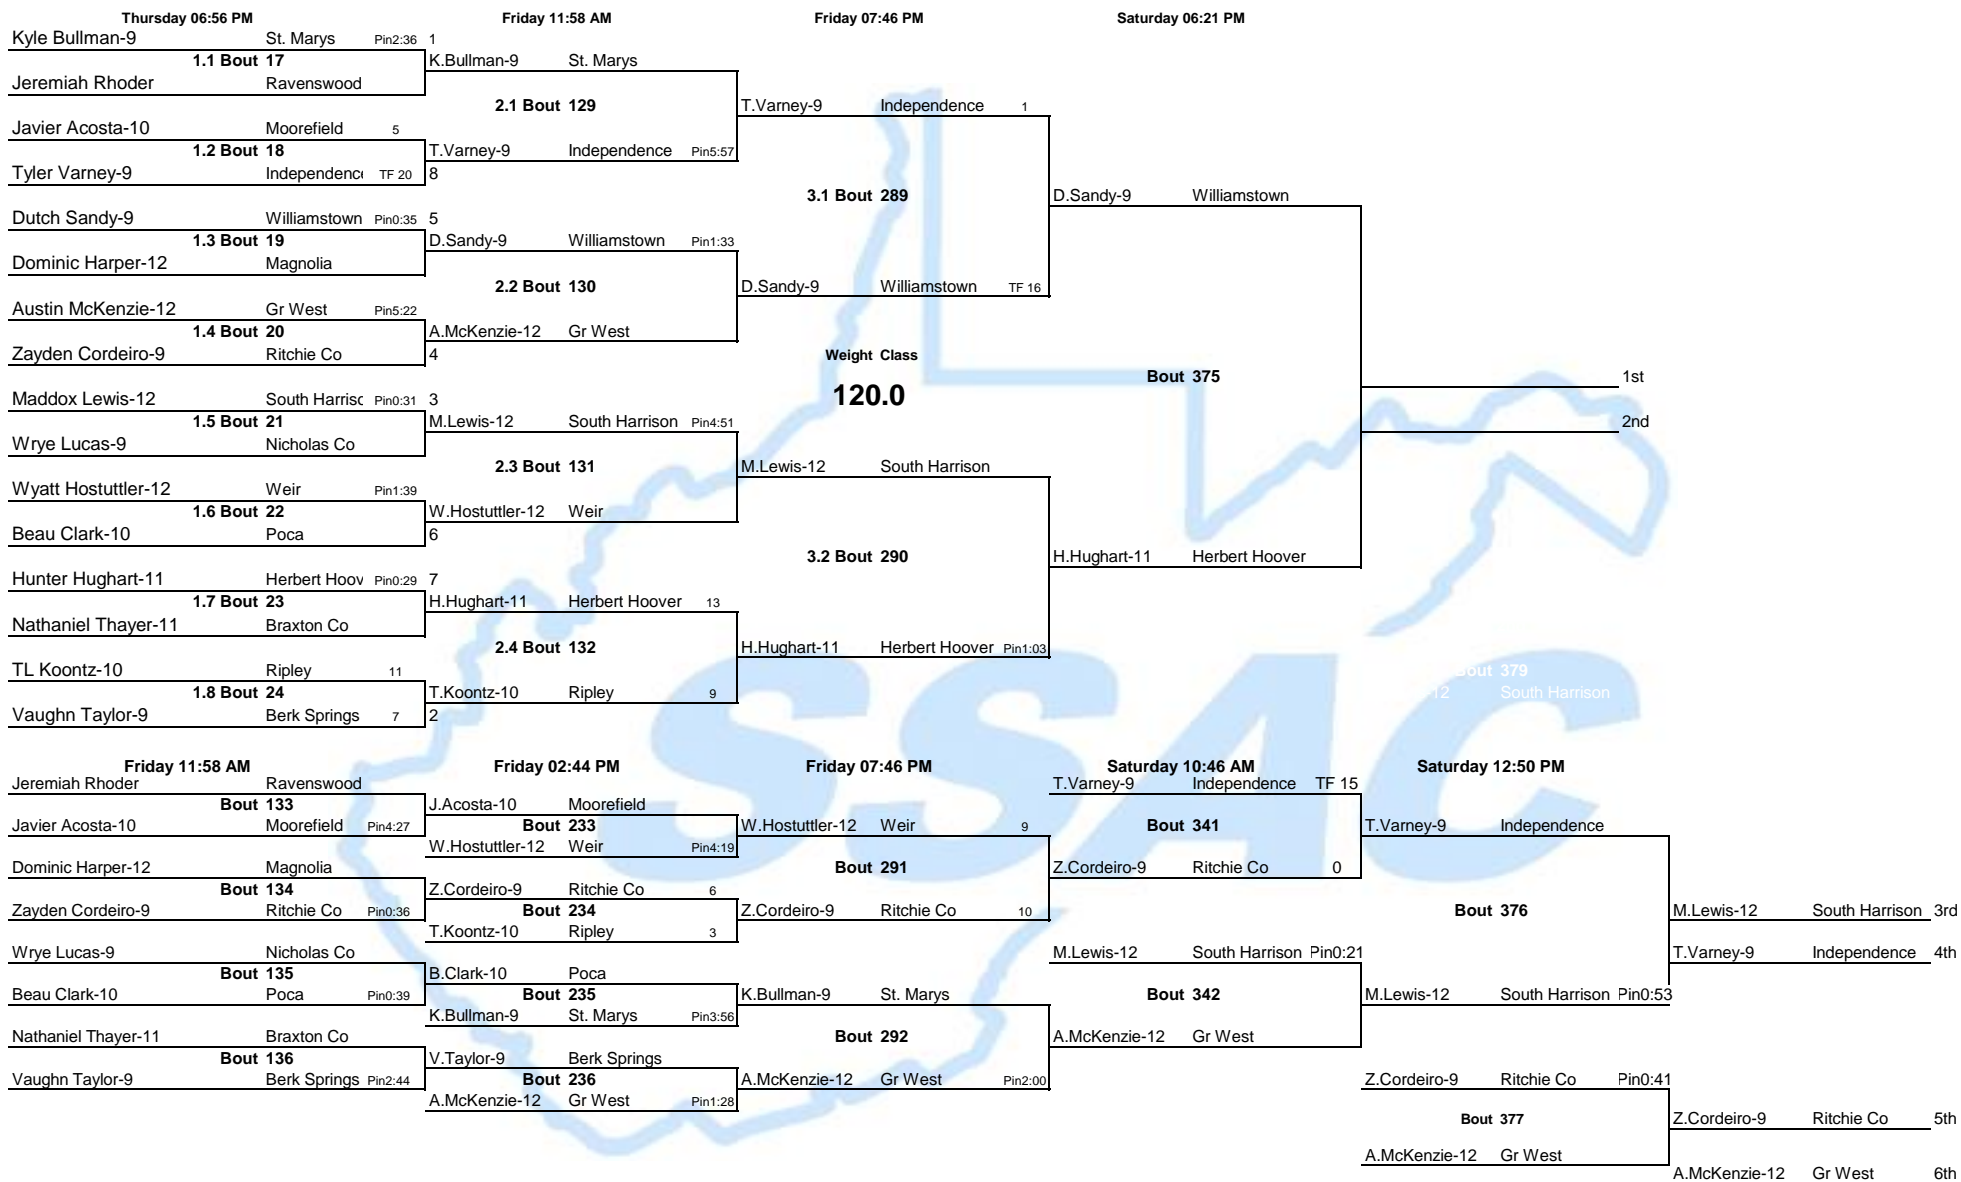 Thursday 06:56 PM Friday 11:58 AM Friday 07:46 PM Saturday 06:21 PM
Kyle Bullman-9 St. Marys Pin2:36 1
1.1 Bout 17 K.Bullman-9 St. Marys
Jeremiah Rhoder Ravenswood
2.1 Bout 129 T.Varney-9 Independence 1
Javier Acosta-10 Moorefield 5
1.2 Bout 18 T.Varney-9 Independence Pin5:57
Tyler Varney-9 Independenc TF 20 8
3.1 Bout 289 D.Sandy-9 Williamstown
Dutch Sandy-9 Williamstown Pin0:35 5
1.3 Bout 19 D.Sandy-9 Williamstown Pin1:33
Dominic Harper-12 Magnolia
2.2 Bout 130 D.Sandy-9 Williamstown TF 16
Austin McKenzie-12 Gr West Pin5:22
1.4 Bout 20 A.McKenzie-12 Gr West
Zayden Cordeiro-9 Ritchie Co 4 Weight Class
Bout 375 1st
Maddox Lewis-12 South Harrisc Pin0:31 3 120.0
1.5 Bout 21 M.Lewis-12 South Harrison Pin4:51 2nd
Wrye Lucas-9 Nicholas Co
2.3 Bout 131 M.Lewis-12 South Harrison
Wyatt Hostuttler-12 Weir Pin1:39
1.6 Bout 22 W.Hostuttler-12 Weir
Beau Clark-10 Poca 6
3.2 Bout 290 H.Hughart-11 Herbert Hoover
Hunter Hughart-11 Herbert Hoov Pin0:29 7
1.7 Bout 23 H.Hughart-11 Herbert Hoover 13
Nathaniel Thayer-11 Braxton Co
2.4 Bout 132 H.Hughart-11 Herbert Hoover Pin1:03
TL Koontz-10 Ripley 11 Bout 379
1.8 Bout 24 T.Koontz-10 Ripley 9 -12 South Harrison
Vaughn Taylor-9 Berk Springs 7 2
SSAC
Friday 11:58 AM Friday 02:44 PM Friday 07:46 PM Saturday 10:46 AM Saturday 12:50 PM
Jeremiah Rhoder Ravenswood T.Varney-9 Independence TF 15
Bout 133 J.Acosta-10 Moorefield
Javier Acosta-10 Moorefield Pin4:27 Bout 233 W.Hostuttler-12 Weir 9 Bout 341 T.Varney-9 Independence
W.Hostuttler-12 Weir Pin4:19
Dominic Harper-12 Magnolia Bout 291 Z.Cordeiro-9 Ritchie Co 0
Bout 134 Z.Cordeiro-9 Ritchie Co 6
Zayden Cordeiro-9 Ritchie Co Pin0:36 Bout 234 Z.Cordeiro-9 Ritchie Co 10 Bout 376 M.Lewis-12 South Harrison 3rd
T.Koontz-10 Ripley 3
Wrye Lucas-9 Nicholas Co M.Lewis-12 South Harrison Pin0:21 T.Varney-9 Independence 4th
Bout 135 B.Clark-10 Poca
Beau Clark-10 Poca Pin0:39 Bout 235 K.Bullman-9 St. Marys Bout 342 M.Lewis-12 South Harrison Pin0:53
K.Bullman-9 St. Marys Pin3:56
Nathaniel Thayer-11 Braxton Co Bout 292 A.McKenzie-12 Gr West
Bout 136 V.Taylor-9 Berk Springs
Vaughn Taylor-9 Berk Springs Pin2:44 Bout 236 A.McKenzie-12 Gr West Pin2:00 Z.Cordeiro-9 Ritchie Co Pin0:41
A.McKenzie-12 Gr West Pin1:28
Bout 377 Z.Cordeiro-9 Ritchie Co 5th
A.McKenzie-12 Gr West
A.McKenzie-12 Gr West 6th